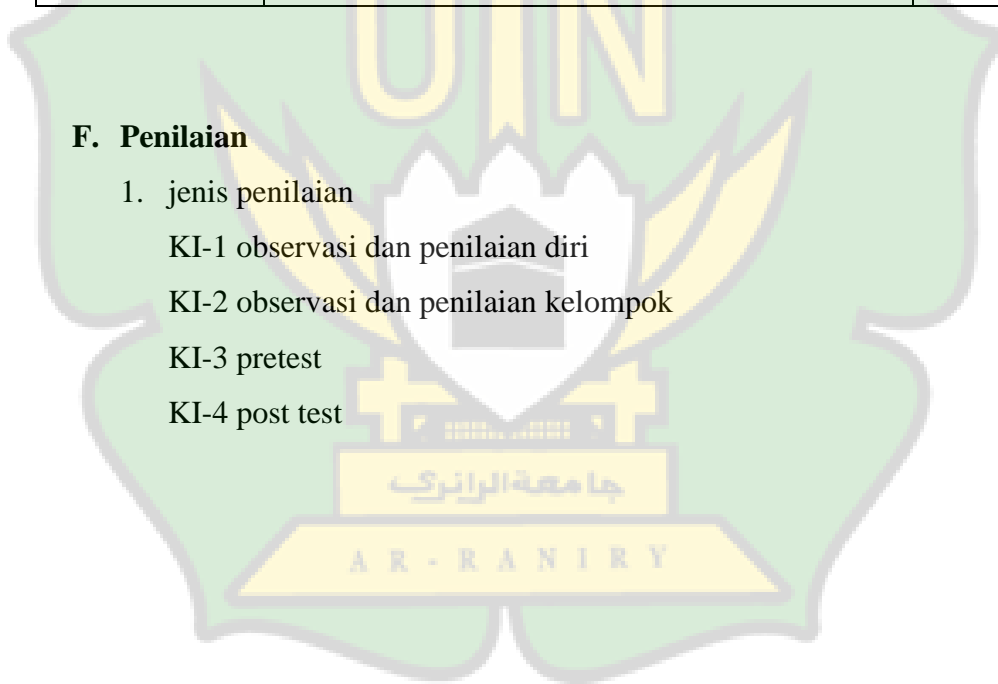 UIN
F. Penilaian
1. jenis penilaian
KI-1 observasi dan penilaian diri
KI-2 observasi dan penilaian kelompok
KI-3 pretest
KI-4 post test
جامعة الرانري
AR-RANIRY